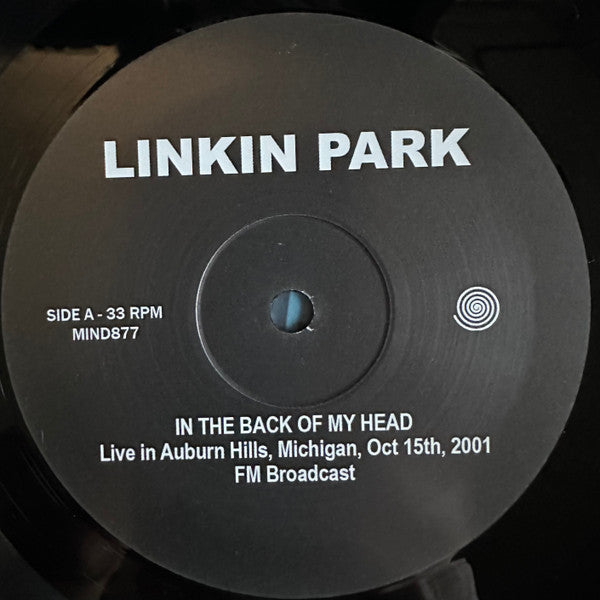 LINKIN PARK
SIDE A - 33 RPM
MIND877
IN THE BACK OF MY HEAD
Live in Auburn Hills, Michigan, Oct 15th, 2001
FM Broadcast